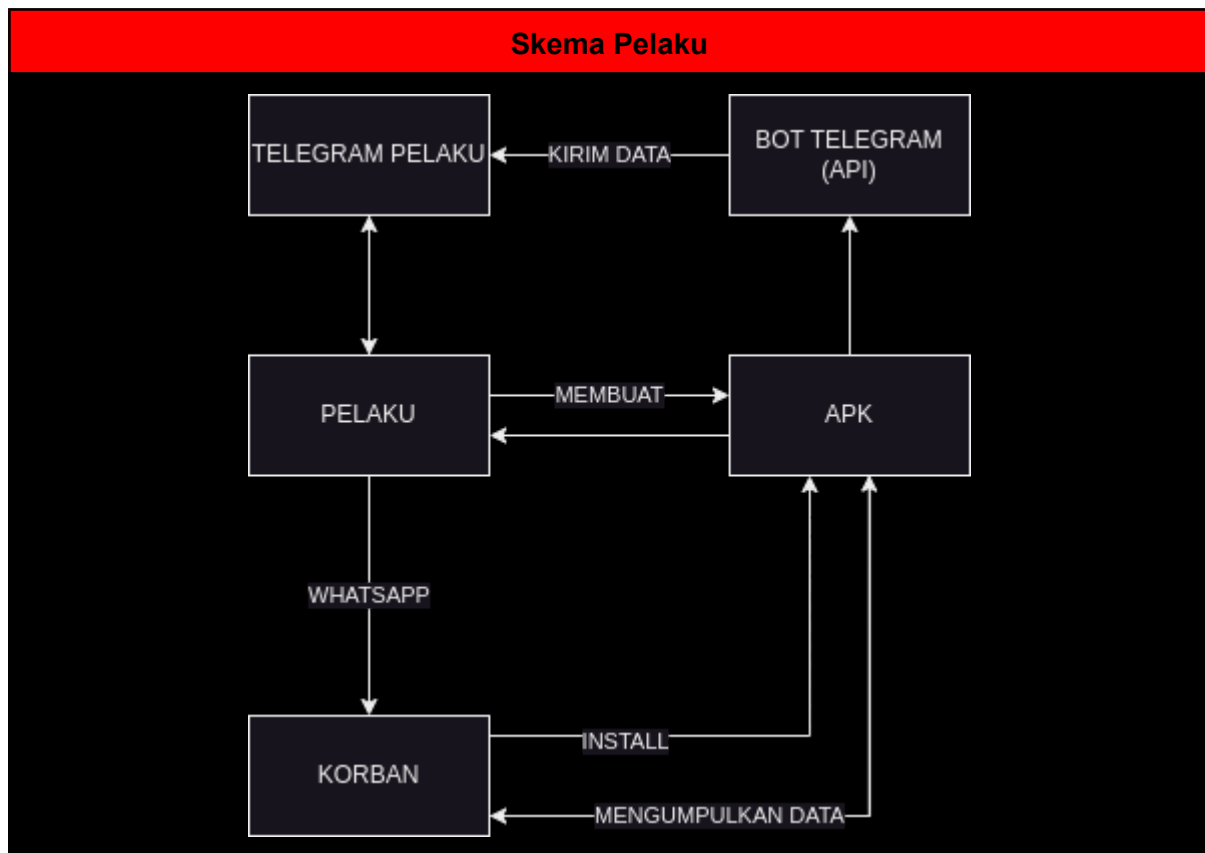 Skema Pelaku
TELEGRAM PELAKU
KIRIM DATA
BOT TELEGRAM
(API)
PELAKU
MEMBUAT
APK
WHATSAPP
KORBAN
INSTALL
MENGUMPULKAN DATA